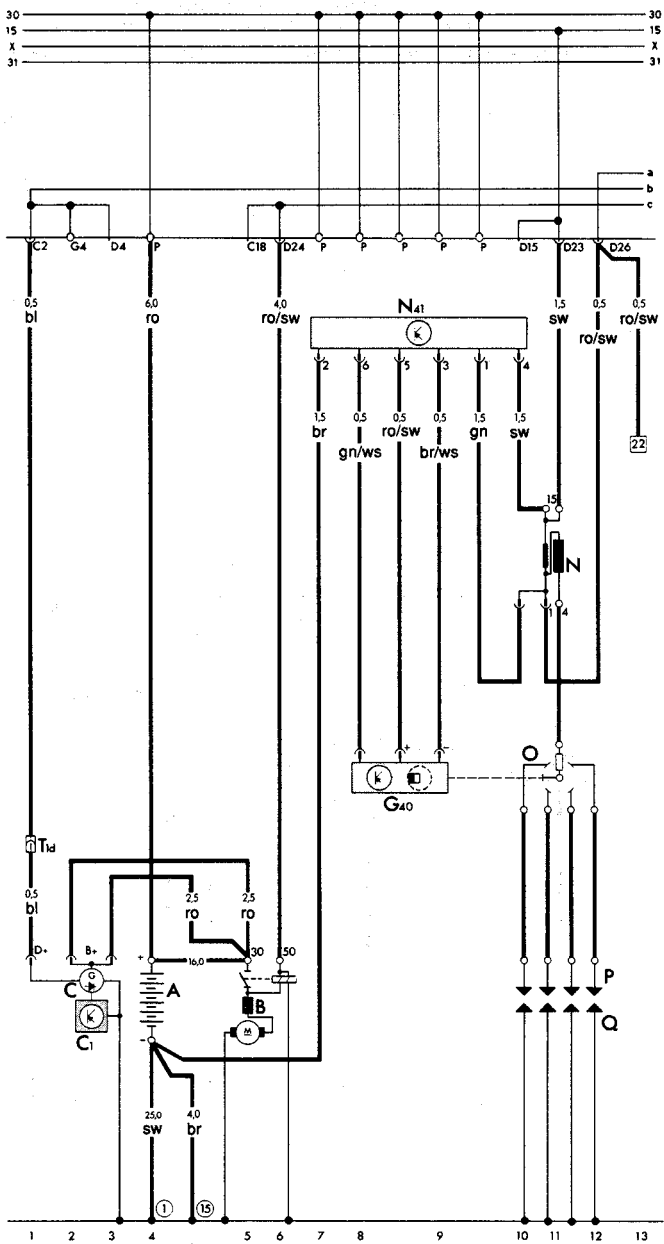 30 30
15 15
X X
31 31
a
b
c
C2 G4 D4 P C18 D24 P P P P P D15 D23 D26
0,5 6,0 4,0 1,5 0,5 0,5
bl ro ro/sw sw ro/sw ro/sw
N41
2 6 5 3 1 4
1,5 0,5 0,5 0,5 1,5 1,5
br gn/ws ro/sw br/ws gn sw
22
15
N
1 4
+ −
O
G40
T1d
1
0,5 2,5 2,5
bl ro ro
D+ B+ + 16,0 30 50
G
C A B P
C1 M Q
−
25,0 4,0
sw br
1 15
1 2 3 4 5 6 7 8 9 10 11 12 13